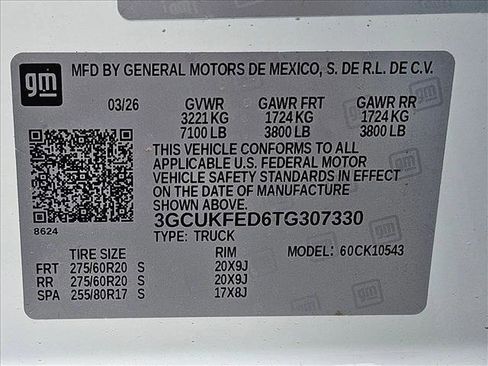 gm MFD BY GENERAL MOTORS DE MEXICO, S. DE R.L. DE C.V.
03/26 GVWR GAWR FRT GAWR RR
3221 KG 1724 KG 1724 KG
7100 LB 3800 LB 3800 LB
THIS VEHICLE CONFORMS TO ALL
APPLICABLE U.S. FEDERAL MOTOR
VEHICLE SAFETY STANDARDS IN EFFECT
ON THE DATE OF MANUFACTURE
SHOWN ABOVE.
3GCUKFED6TG307330
8624
TYPE: TRUCK MODEL: 60CK10543
TIRE SIZE RIM
FRT 275/60R20 S 20X9J
RR 275/60R20 S 20X9J
SPA 255/80R17 S 17X8J